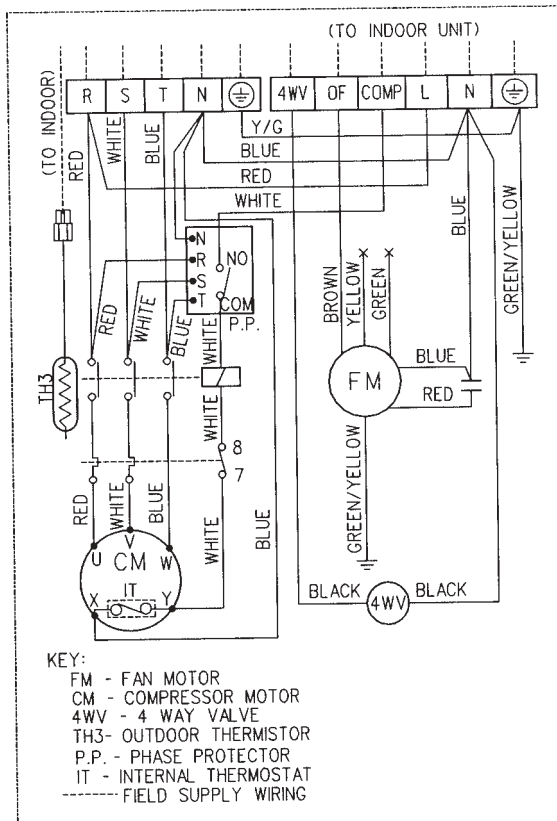 (TO INDOOR UNIT)
(TO INDOOR)
R S T N
4WV OF COMP L N
RED
WHITE
BLUE
Y/G
BLUE
RED
WHITE
BLUE
GREEN/YELLOW
N
R NO
S
T COM
P.P.
RED
WHITE
BLUE
WHITE
BROWN
YELLOW
GREEN
TH3
WHITE
FM
BLUE
RED
8
7
RED
WHITE
BLUE
WHITE
BLUE
GREEN/YELLOW
U V W
CM
IT
X Y
BLACK 4WV BLACK
KEY:
FM - FAN MOTOR
CM - COMPRESSOR MOTOR
4WV - 4 WAY VALVE
TH3- OUTDOOR THERMISTOR
P.P. - PHASE PROTECTOR
IT - INTERNAL THERMOSTAT
------- FIELD SUPPLY WIRING